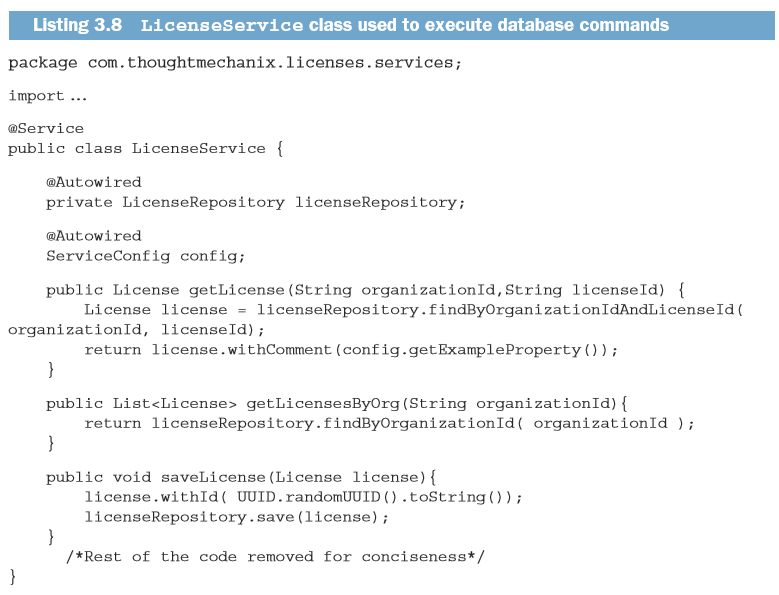 Listing 3.8 LicenseService class used to execute database commands
package com.thoughtmechanix.licenses.services;
import ...
@Service
public class LicenseService {
@Autowired
private LicenseRepository licenseRepository;
@Autowired
ServiceConfig config;
public License getLicense(String organizationId,String licenseId) {
License license = licenseRepository.findByOrganizationIdAndLicenseId(
organizationId, licenseId);
return license.withComment(config.getExampleProperty());
}
public List<License> getLicensesByOrg(String organizationId){
return licenseRepository.findByOrganizationId( organizationId );
}
public void saveLicense(License license){
license.withId( UUID.randomUUID().toString());
licenseRepository.save(license);
}
/*Rest of the code removed for conciseness*/
}